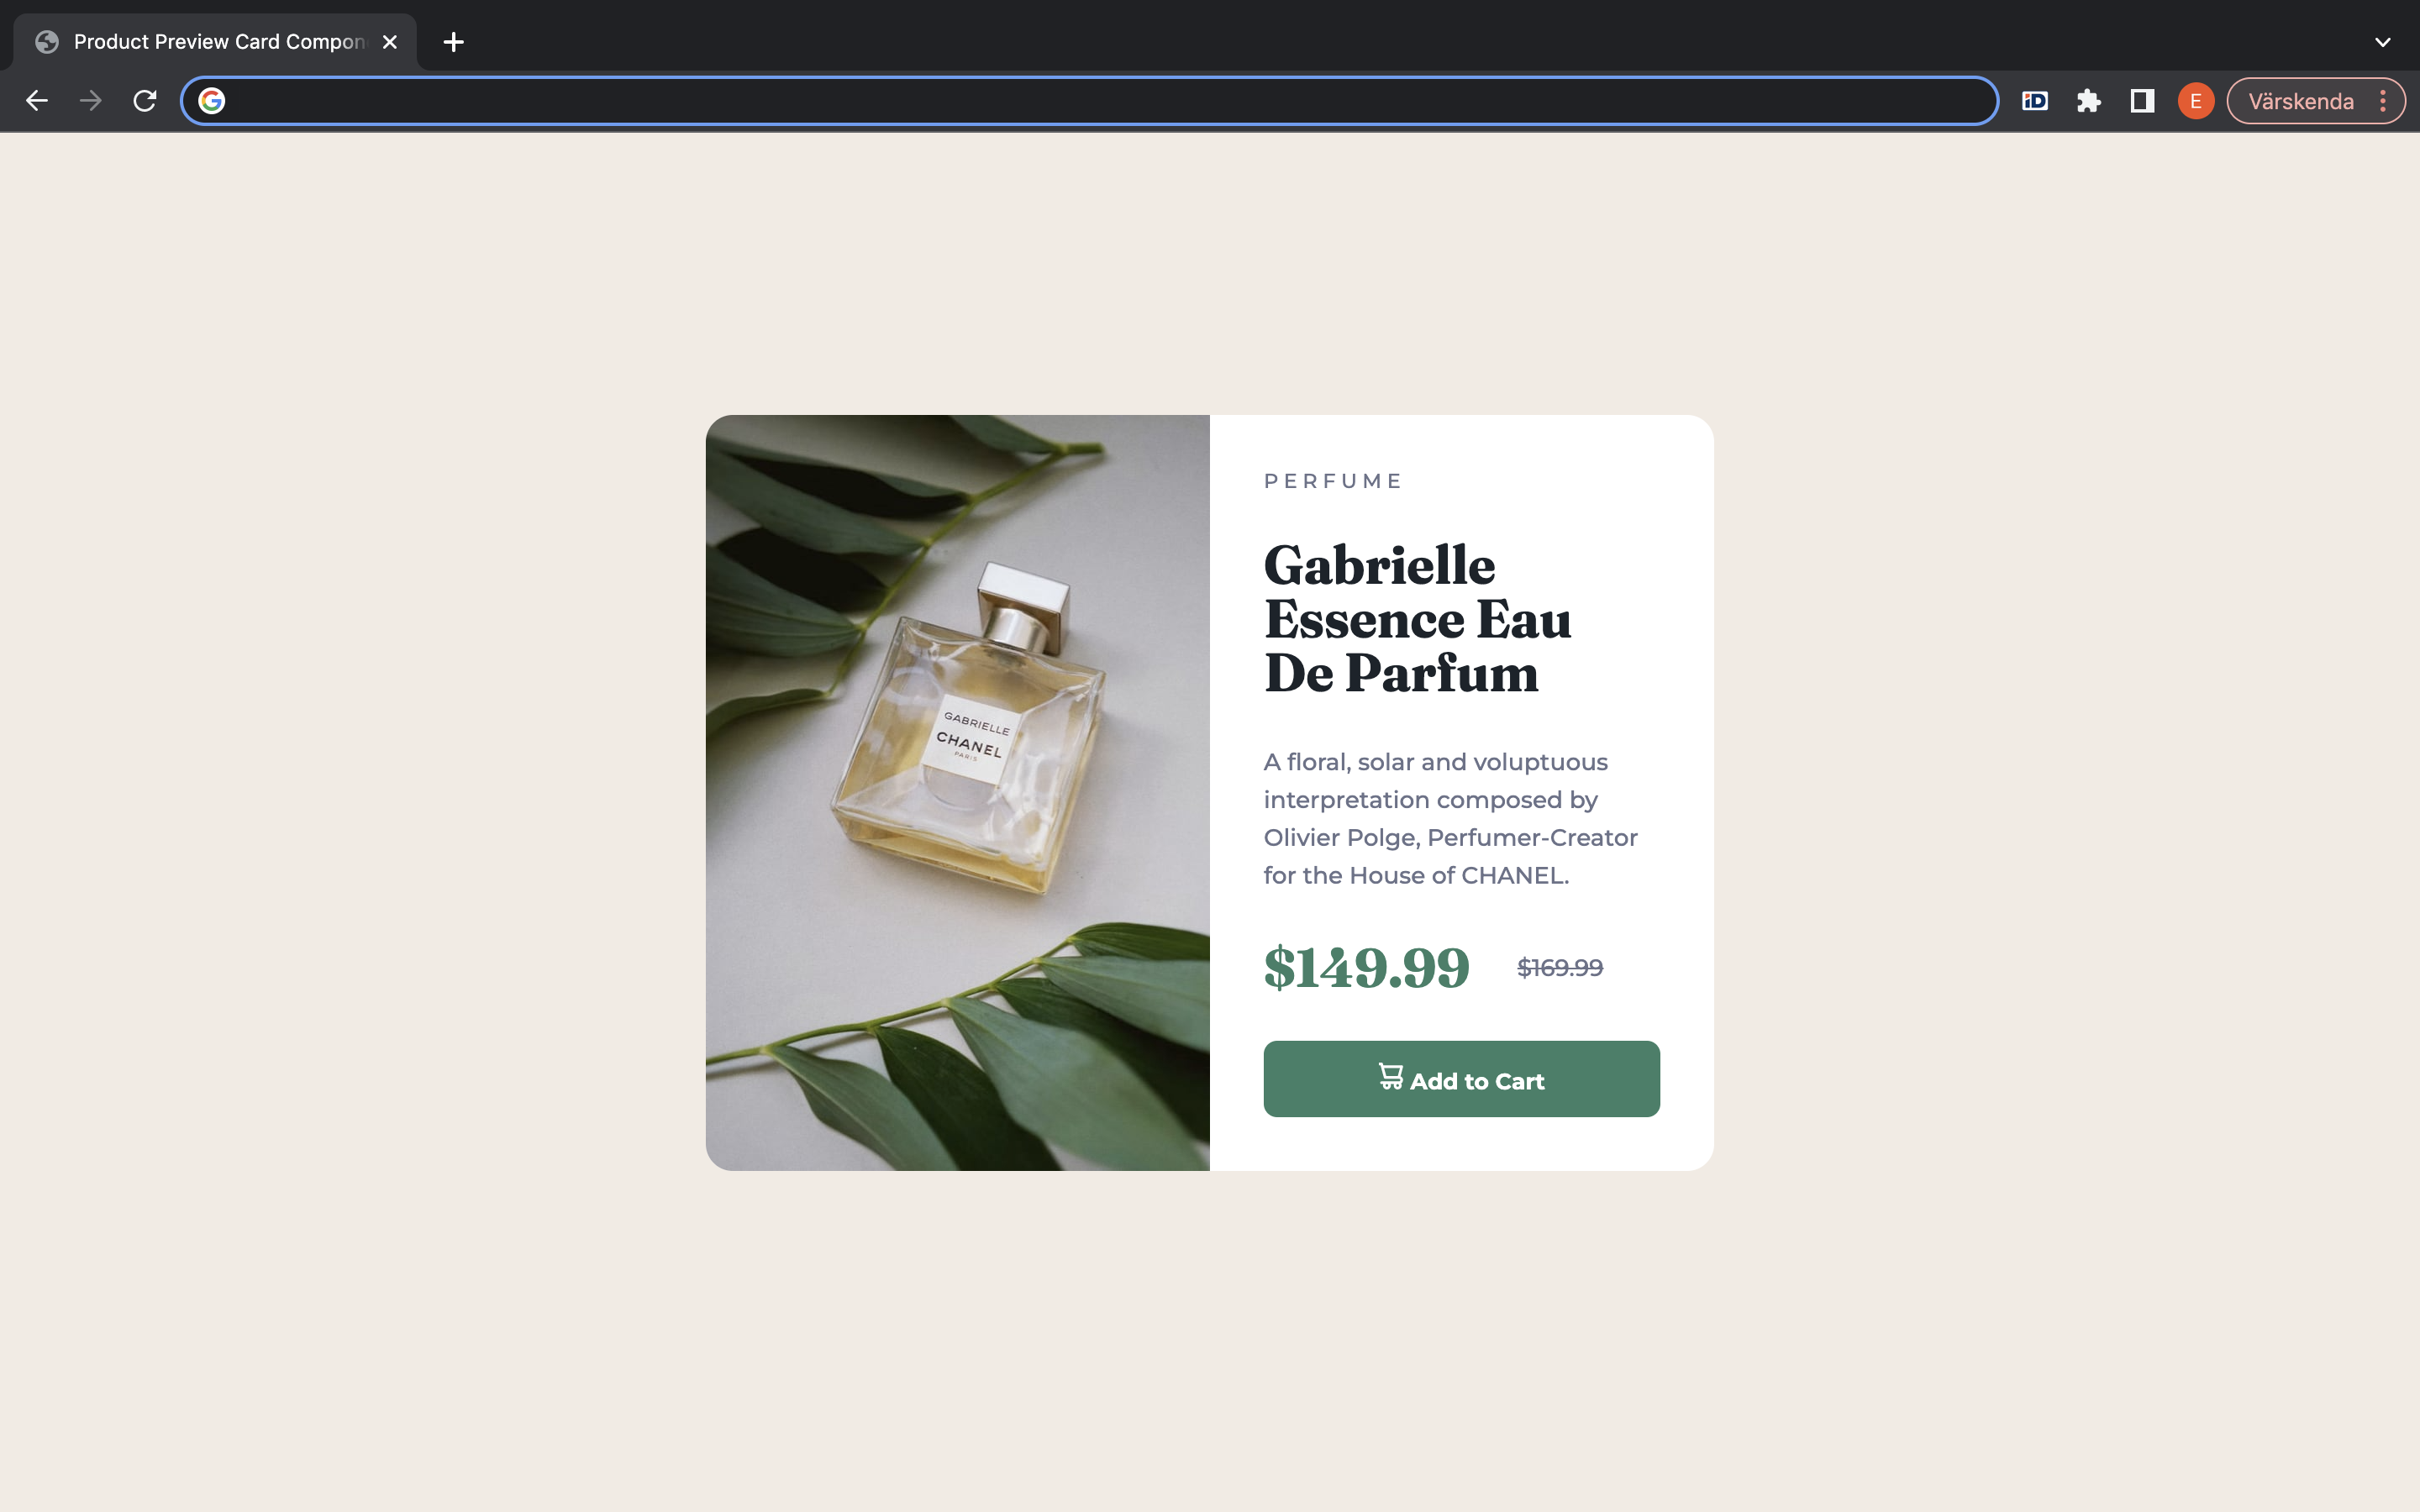 Product Preview Card Compon
E
Värskenda
PERFUME
Gabrielle
Essence Eau
De Parfum
A floral, solar and voluptuous
interpretation composed by
Olivier Polge, Perfumer-Creator
for the House of CHANEL.
$149.99 $169.99
Add to Cart
GABRIELLE
CHANEL
PARIS
iD
G